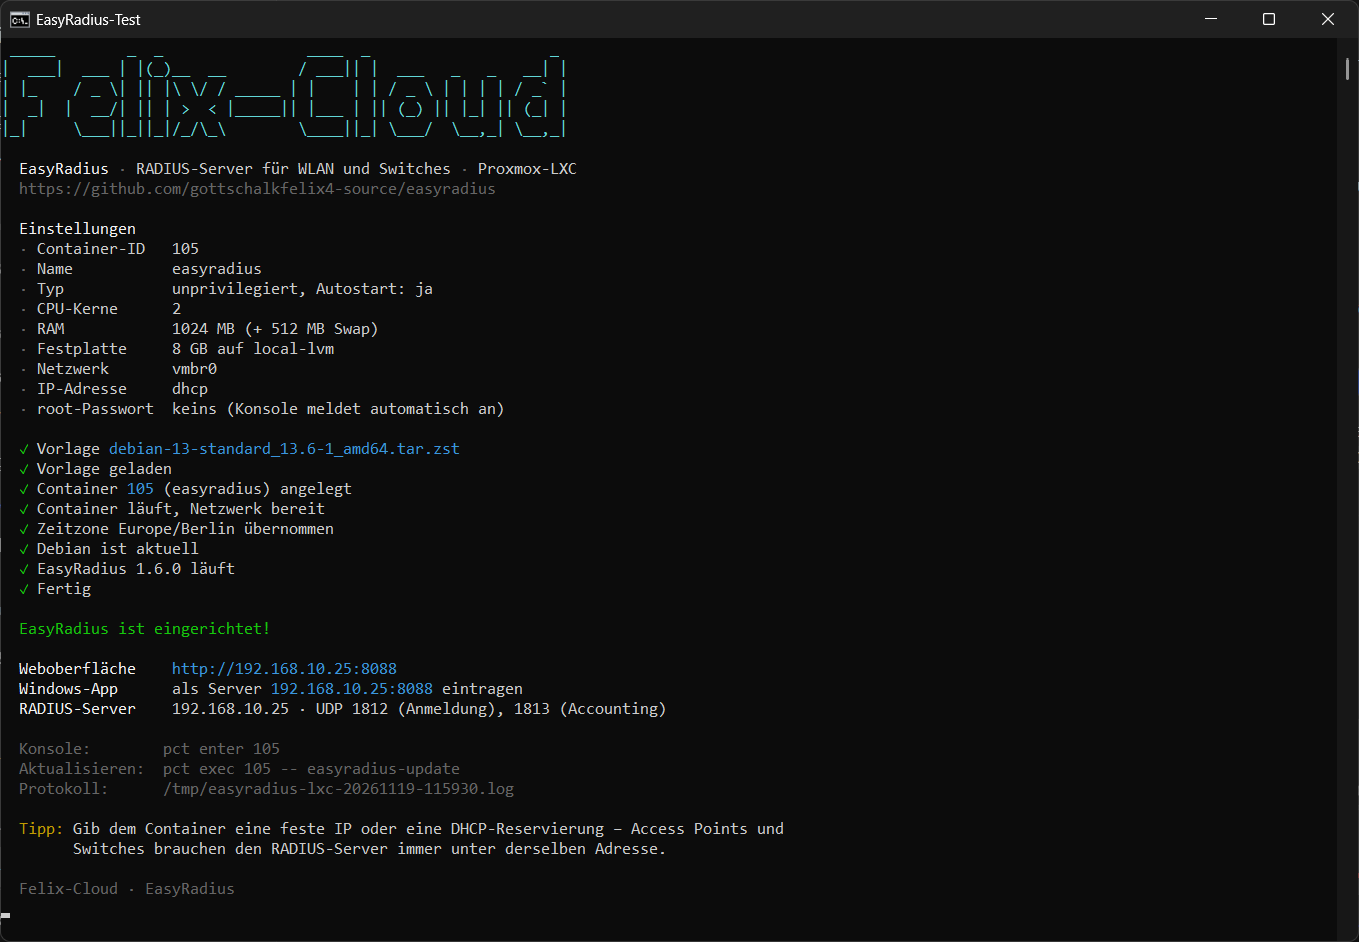 EasyRadius-Test
Felix-Cloud
EasyRadius · RADIUS-Server für WLAN und Switches · Proxmox-LXC
https://github.com/gottschalkfelix4-source/easyradius
Einstellungen
· Container-ID   105
· Name           easyradius
· Typ            unprivilegiert, Autostart: ja
· CPU-Kerne      2
· RAM            1024 MB (+ 512 MB Swap)
· Festplatte     8 GB auf local-lvm
· Netzwerk       vmbr0
· IP-Adresse     dhcp
· root-Passwort  keins (Konsole meldet automatisch an)
✓ Vorlage debian-13-standard_13.6-1_amd64.tar.zst
✓ Vorlage geladen
✓ Container 105 (easyradius) angelegt
✓ Container läuft, Netzwerk bereit
✓ Zeitzone Europe/Berlin übernommen
✓ Debian ist aktuell
✓ EasyRadius 1.6.0 läuft
✓ Fertig
EasyRadius ist eingerichtet!
Weboberfläche    http://192.168.10.25:8088
Windows-App      als Server 192.168.10.25:8088 eintragen
RADIUS-Server    192.168.10.25 · UDP 1812 (Anmeldung), 1813 (Accounting)
Konsole:        pct enter 105
Aktualisieren:  pct exec 105 -- easyradius-update
Protokoll:      /tmp/easyradius-lxc-20261119-115930.log
Tipp: Gib dem Container eine feste IP oder eine DHCP-Reservierung – Access Points und
Switches brauchen den RADIUS-Server immer unter derselben Adresse.
Felix-Cloud · EasyRadius